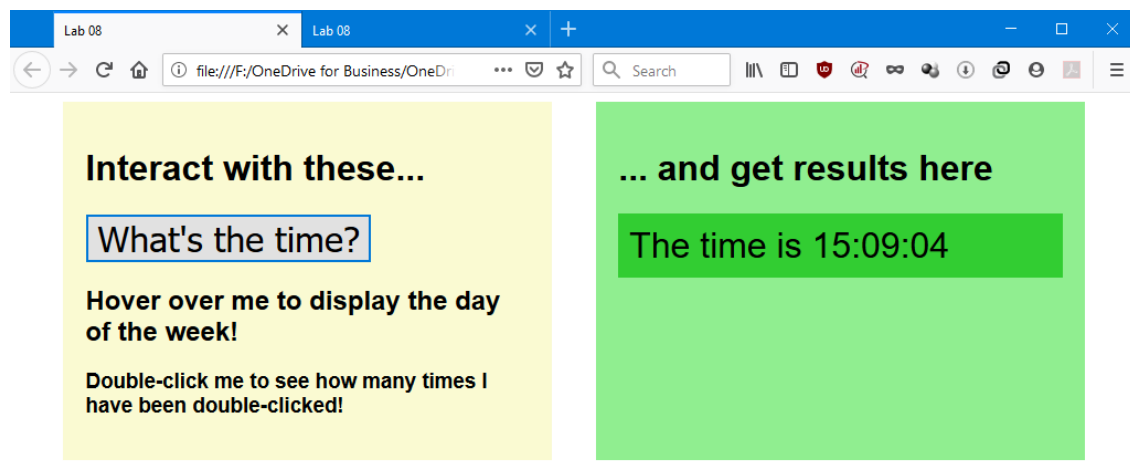 Lab 08
Lab 08
file:///F:/OneDrive for Business/OneDri
Search
Interact with these...
What's the time?
Hover over me to display the day
of the week!
Double-click me to see how many times I
have been double-clicked!
... and get results here
The time is 15:09:04